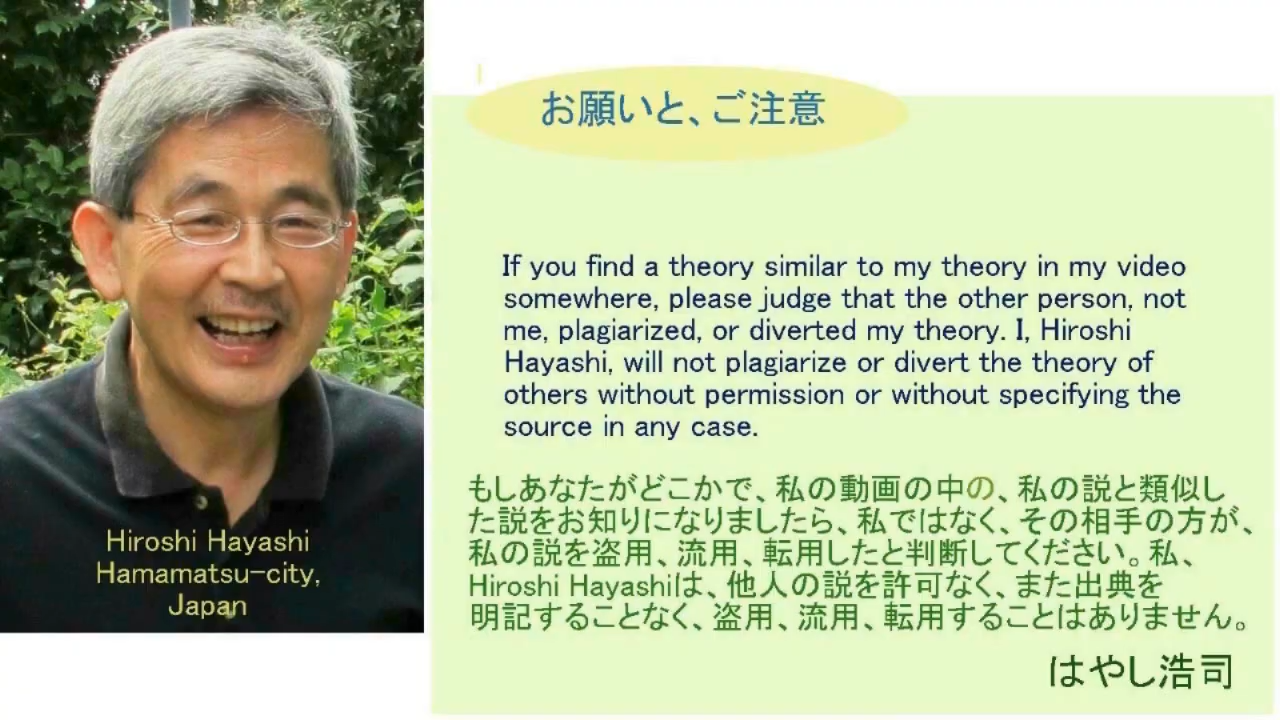 お願いと、ご注意
If you find a theory similar to my theory in my video
somewhere, please judge that the other person, not
me, plagiarized, or diverted my theory. I, Hiroshi
Hayashi, will not plagiarize or divert the theory of
others without permission or without specifying the
source in any case.
もしあなたがどこかで、私の動画の中の、私の説と類似し
た説をお知りになりましたら、私ではなく、その相手の方が、
私の説を盗用、流用、転用したと判断してください。私、
Hiroshi Hayashiは、他人の説を許可なく、また出典を
明記することなく、盗用、流用、転用することはありません。
はやし浩司
Hiroshi Hayashi
Hamamatsu-city,
Japan